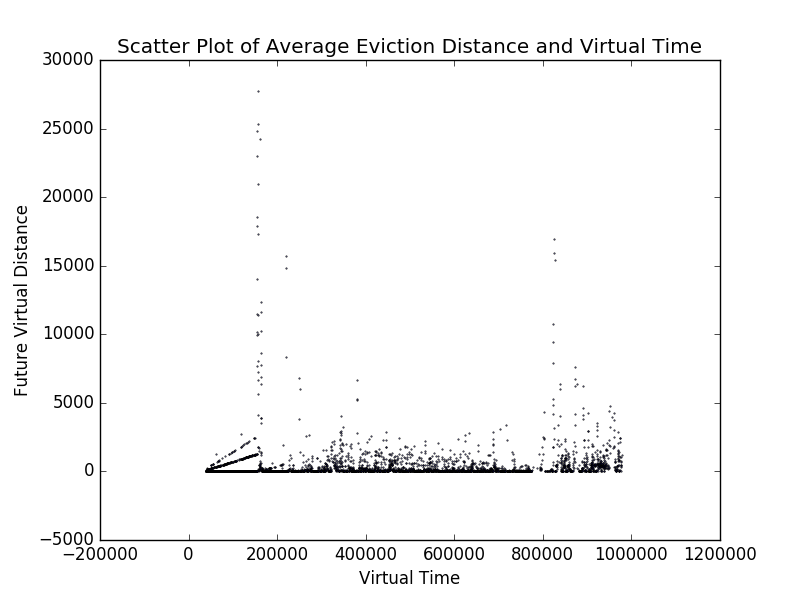 Scatter Plot of Average Eviction Distance and Virtual Time
30000
25000
20000
15000
10000
5000
0
−5000
Future Virtual Distance
−200000 0 200000 400000 600000 800000 1000000 1200000
Virtual Time